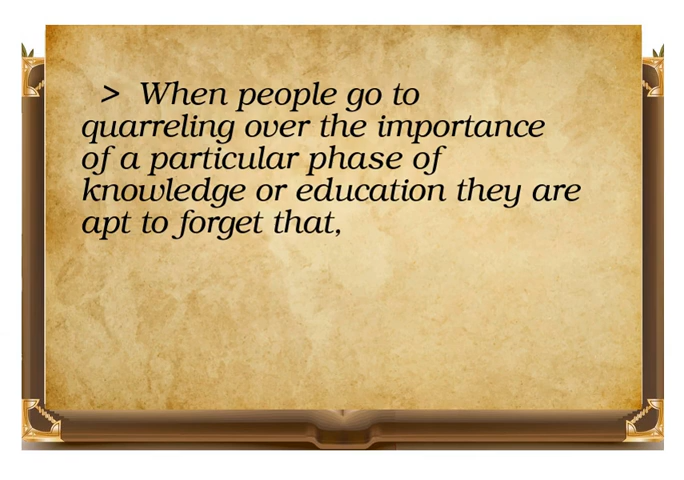 > When people go to
quarreling over the importance
of a particular phase of
knowledge or education they are
apt to forget that,